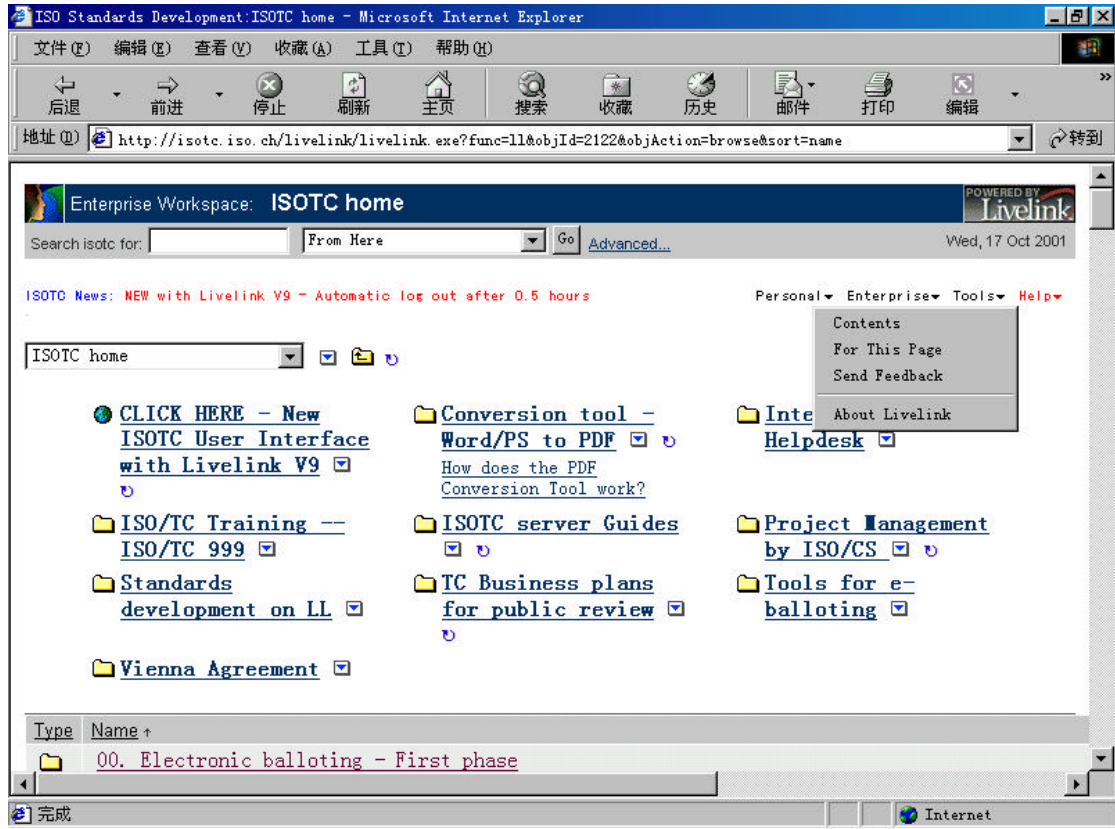 ISO Standards Development:ISOTC home - Microsoft Internet Explorer
文件(F) 编辑(E) 查看(V) 收藏(A) 工具(T) 帮助(H)
后退 前进 停止 刷新 主页 搜索 收藏 历史 邮件 打印 编辑 »
地址(D) http://isotc.iso.ch/livelink/livelink.exe?func=ll&objId=2122&objAction=browse&sort=name 转到
Enterprise Workspace: ISOTC home POWERED BY Livelink
Search isotc for: From Here Go Advanced... Wed, 17 Oct 2001
ISOTC News: NEW with Livelink V9 - Automatic log out after 0.5 hours Personal Enterprise Tools Help
Contents
For This Page
Send Feedback
About Livelink
ISOTC home
CLICK HERE - New
ISOTC User Interface
with Livelink V9
Conversion tool -
Word/PS to PDF
How does the PDF
Conversion Tool work?
Inte
Helpdesk
ISO/TC Training --
ISO/TC 999
ISOTC server Guides
Project Management
by ISO/CS
Standards
development on LL
TC Business plans
for public review
Tools for e-
balloting
Vienna Agreement
Type Name
00. Electronic balloting - First phase
完成 Internet